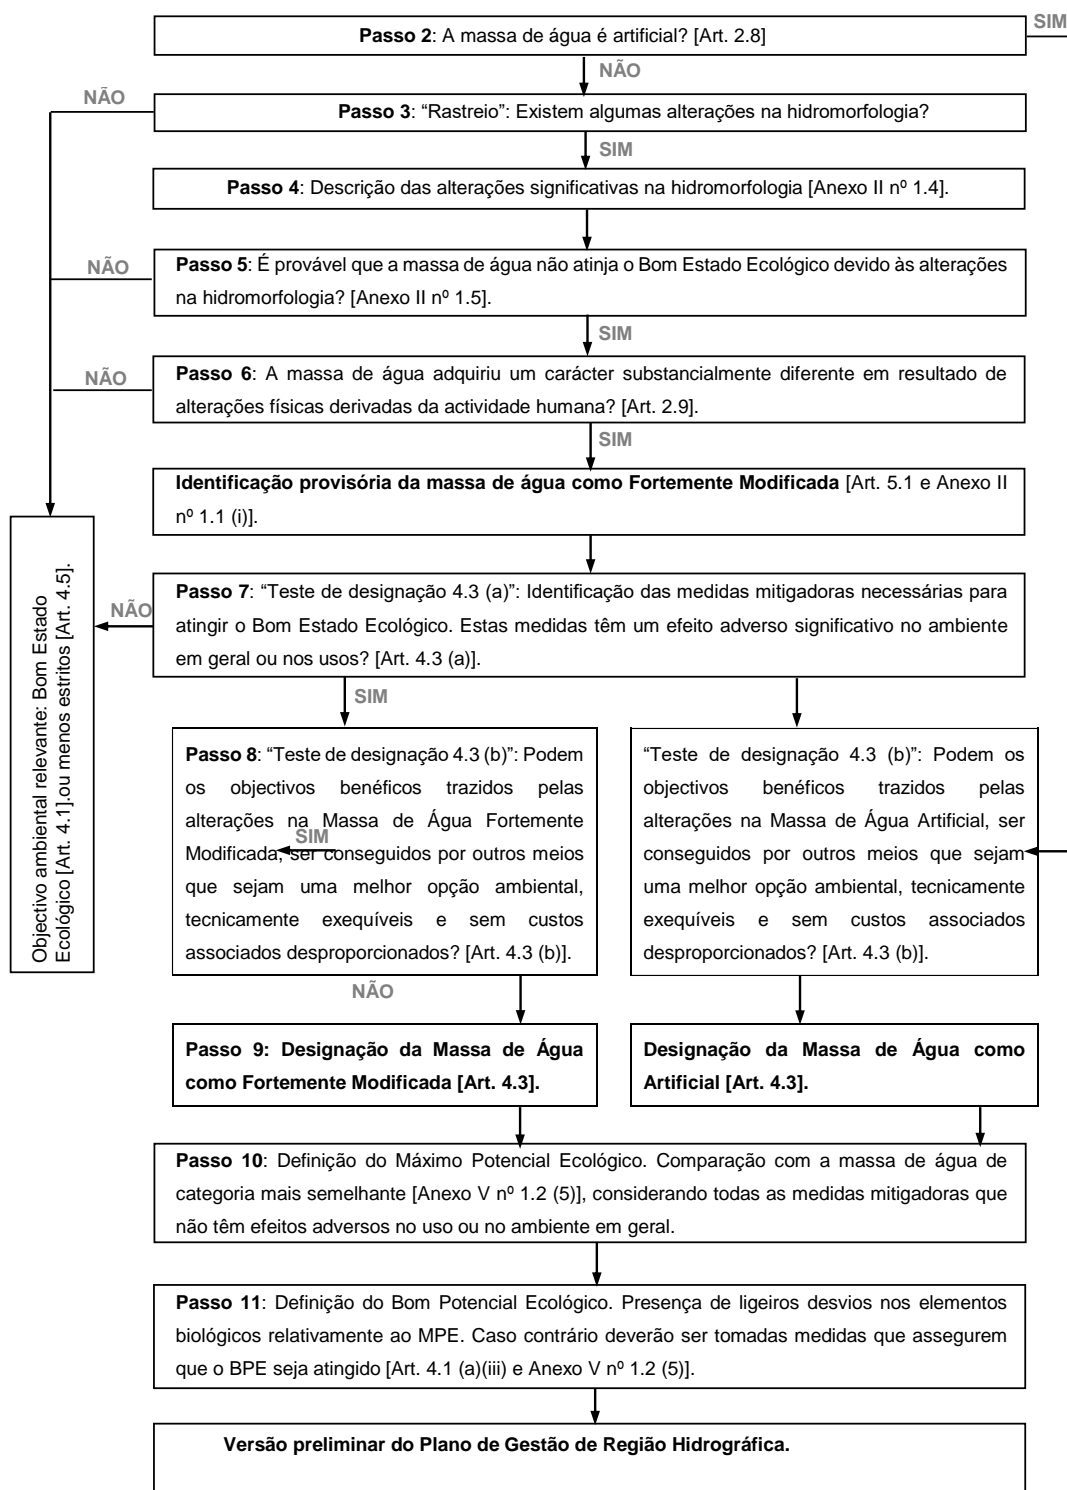 SIM
Passo 2: A massa de água é artificial? [Art. 2.8]
NÃO
NÃO
Passo 3: “Rastreio”: Existem algumas alterações na hidromorfologia?
SIM
Passo 4: Descrição das alterações significativas na hidromorfologia [Anexo II nº 1.4].
NÃO
Passo 5: É provável que a massa de água não atinja o Bom Estado Ecológico devido às alterações
na hidromorfologia? [Anexo II nº 1.5].
SIM
NÃO
Passo 6: A massa de água adquiriu um carácter substancialmente diferente em resultado de
alterações físicas derivadas da actividade humana? [Art. 2.9].
SIM
Identificação provisória da massa de água como Fortemente Modificada [Art. 5.1 e Anexo II
nº 1.1 (i)].
Objectivo ambiental relevante: Bom Estado
Ecológico [Art. 4.1].ou menos estritos [Art. 4.5].
NÃO
Passo 7: “Teste de designação 4.3 (a)”: Identificação das medidas mitigadoras necessárias para
atingir o Bom Estado Ecológico. Estas medidas têm um efeito adverso significativo no ambiente
em geral ou nos usos? [Art. 4.3 (a)].
SIM
Passo 8: “Teste de designação 4.3 (b)”: Podem
os objectivos benéficos trazidos pelas
alterações na Massa de Água Fortemente
SIM
Modificada, ser conseguidos por outros meios
que sejam uma melhor opção ambiental,
tecnicamente exequíveis e sem custos
associados desproporcionados? [Art. 4.3 (b)].
“Teste de designação 4.3 (b)”: Podem os
objectivos benéficos trazidos pelas
alterações na Massa de Água Artificial, ser
conseguidos por outros meios que sejam
uma melhor opção ambiental, tecnicamente
exequíveis e sem custos associados
desproporcionados? [Art. 4.3 (b)].
NÃO
Passo 9: Designação da Massa de Água
como Fortemente Modificada [Art. 4.3].
Designação da Massa de Água como
Artificial [Art. 4.3].
Passo 10: Definição do Máximo Potencial Ecológico. Comparação com a massa de água de
categoria mais semelhante [Anexo V nº 1.2 (5)], considerando todas as medidas mitigadoras que
não têm efeitos adversos no uso ou no ambiente em geral.
Passo 11: Definição do Bom Potencial Ecológico. Presença de ligeiros desvios nos elementos
biológicos relativamente ao MPE. Caso contrário deverão ser tomadas medidas que assegurem
que o BPE seja atingido [Art. 4.1 (a)(iii) e Anexo V nº 1.2 (5)].
Versão preliminar do Plano de Gestão de Região Hidrográfica.